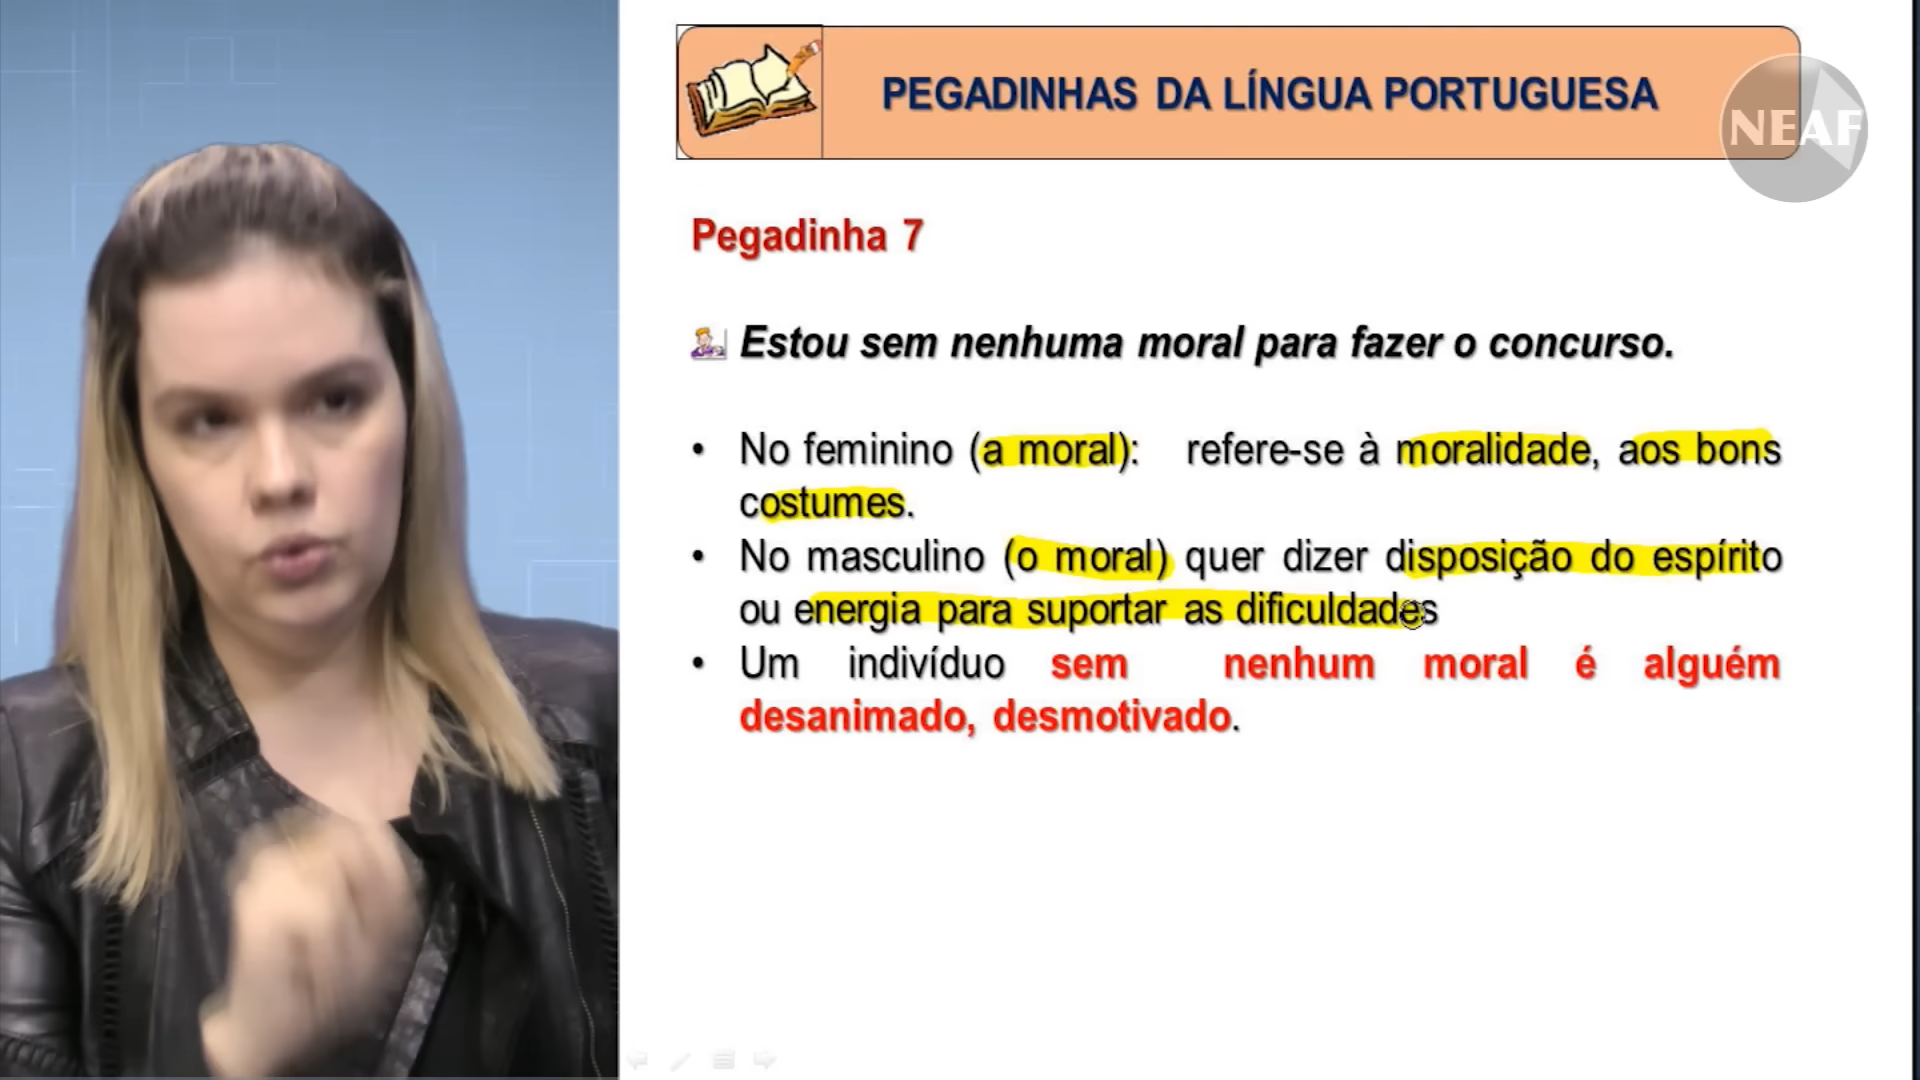 PEGADINHAS DA LÍNGUA PORTUGUESA
NEAF
Pegadinha 7
Estou sem nenhuma moral para fazer o concurso.
• No feminino (a moral): refere-se à moralidade, aos bons
costumes.
• No masculino (o moral) quer dizer disposição do espírito
ou energia para suportar as dificuldades
• Um indivíduo sem nenhum moral é alguém
desanimado, desmotivado.